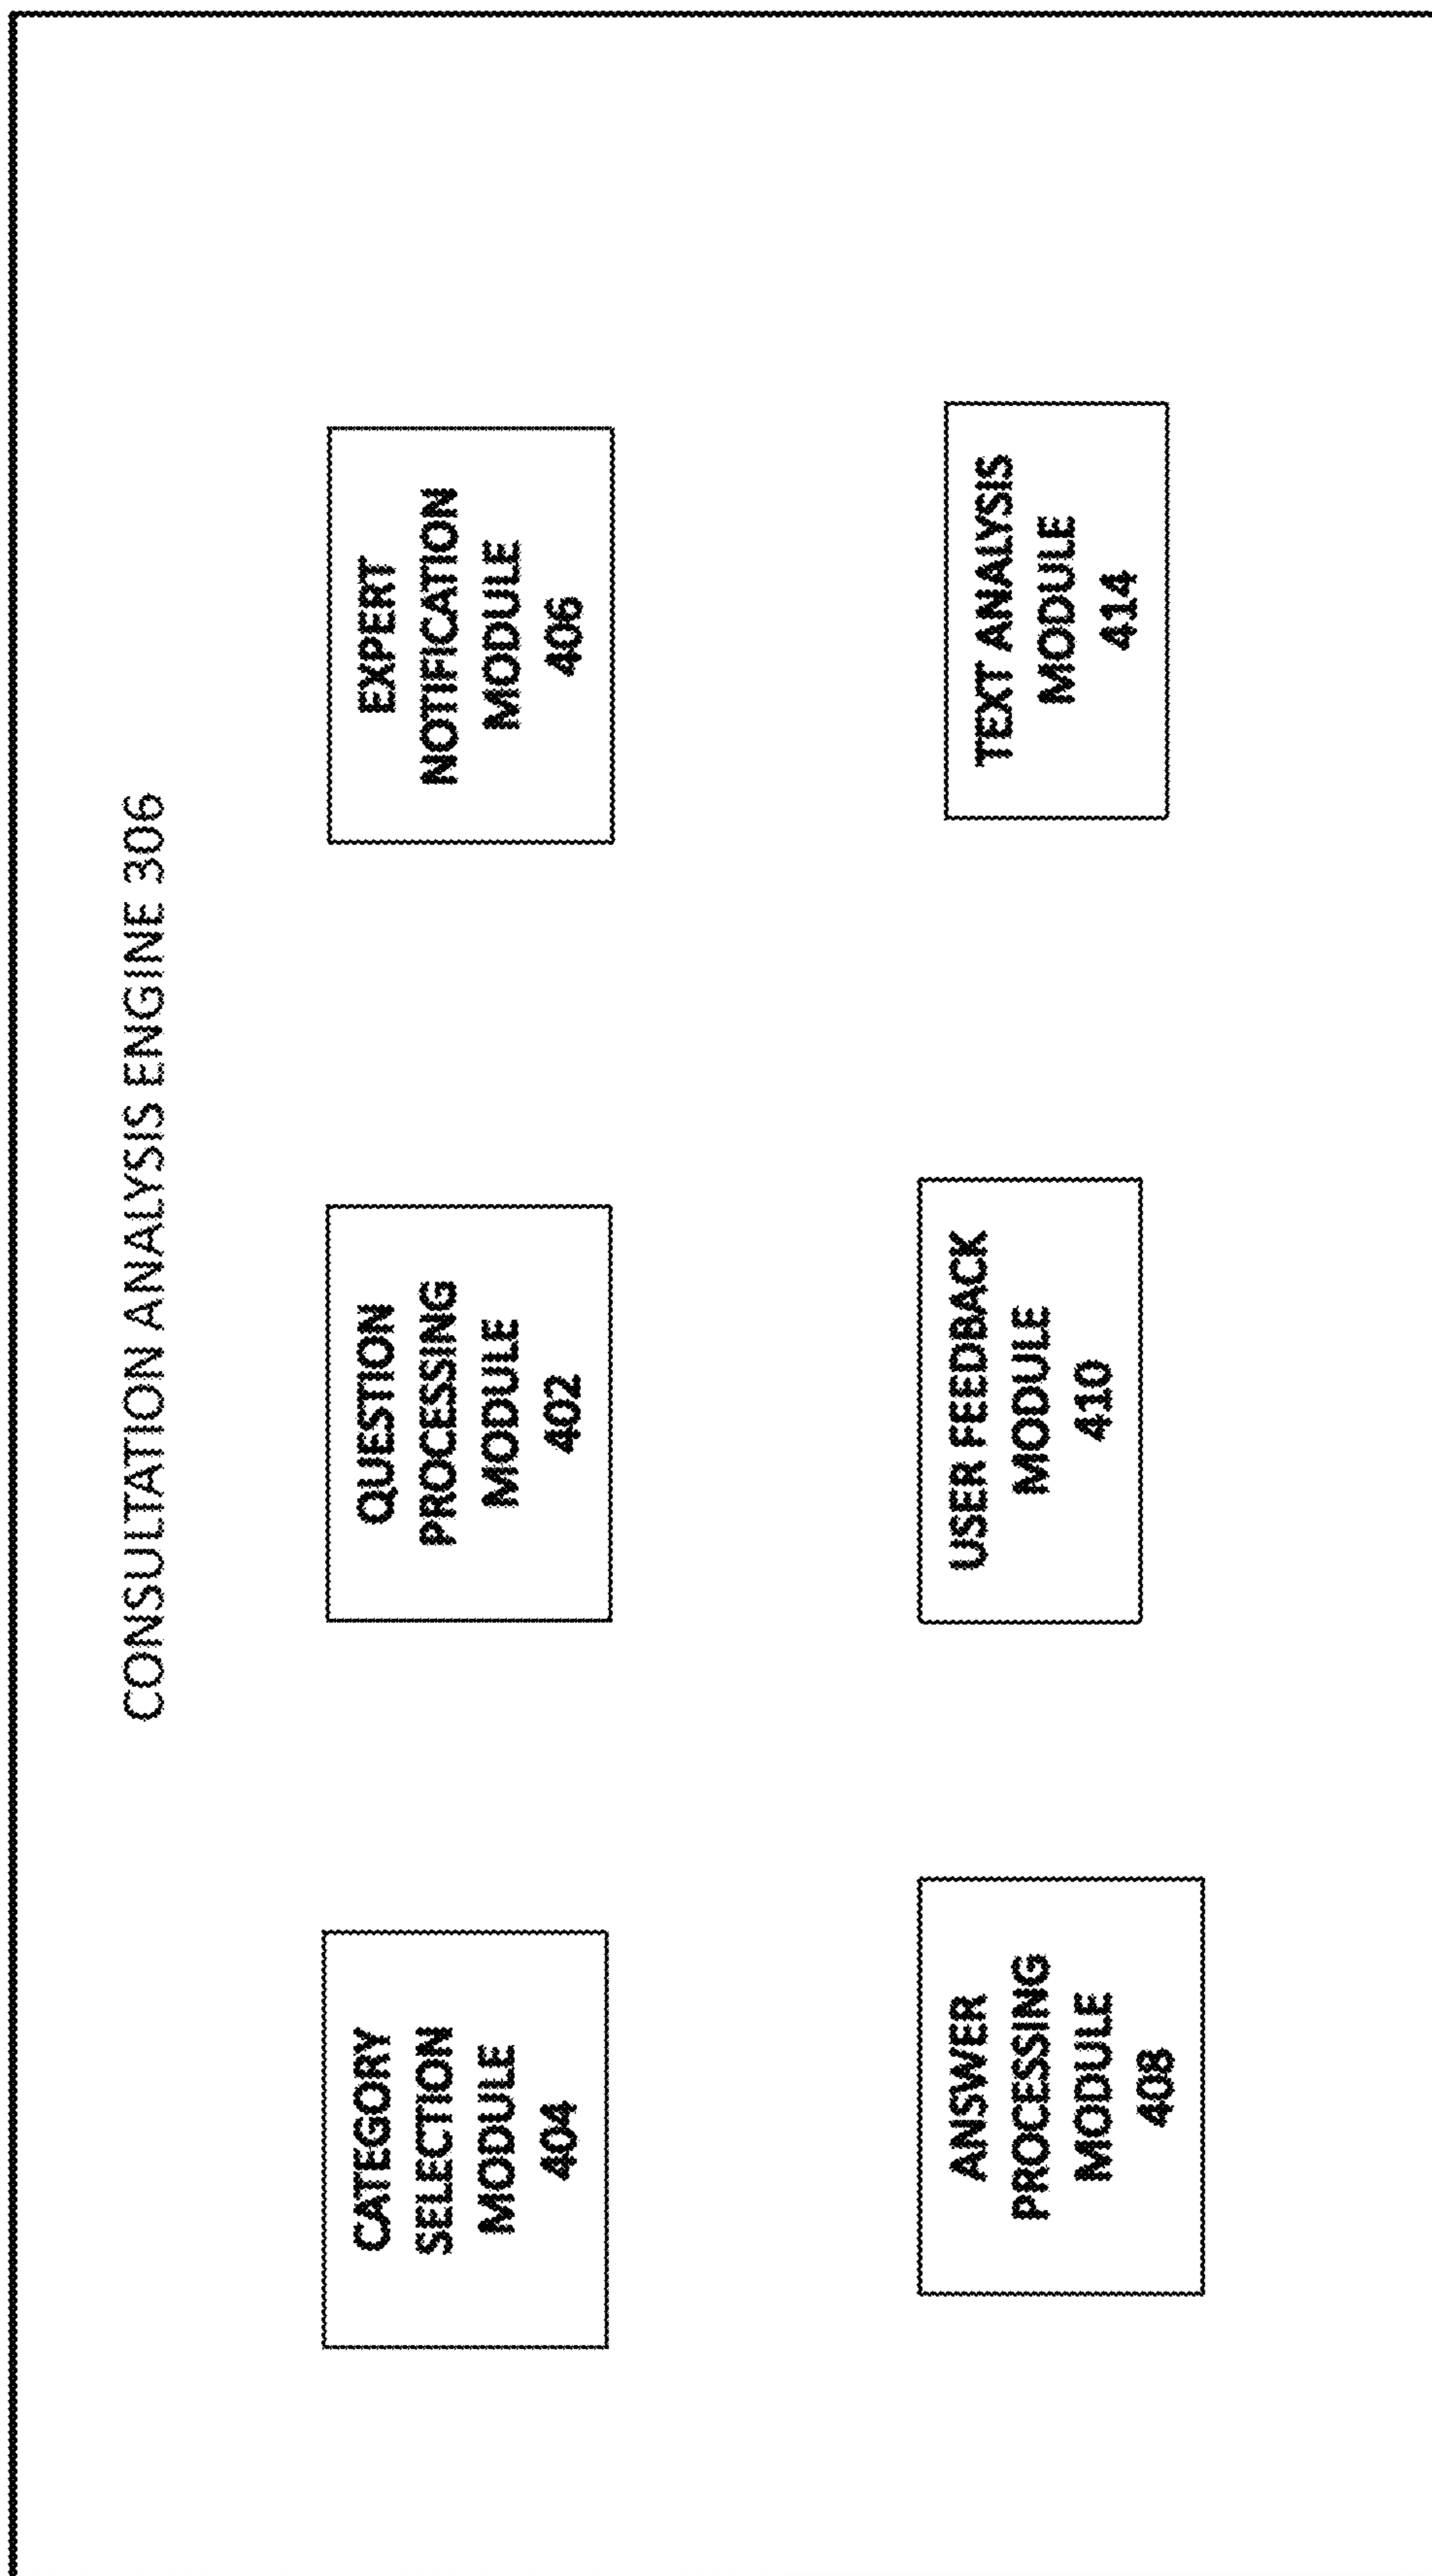 CONSULTATION ANALYSIS ENGINE 306
CATEGORY
SELECTION
MODULE
404
QUESTION
PROCESSING
MODULE
402
EXPERT
NOTIFICATION
MODULE
406
ANSWER
PROCESSING
MODULE
408
USER FEEDBACK
MODULE
410
TEXT ANALYSIS
MODULE
414